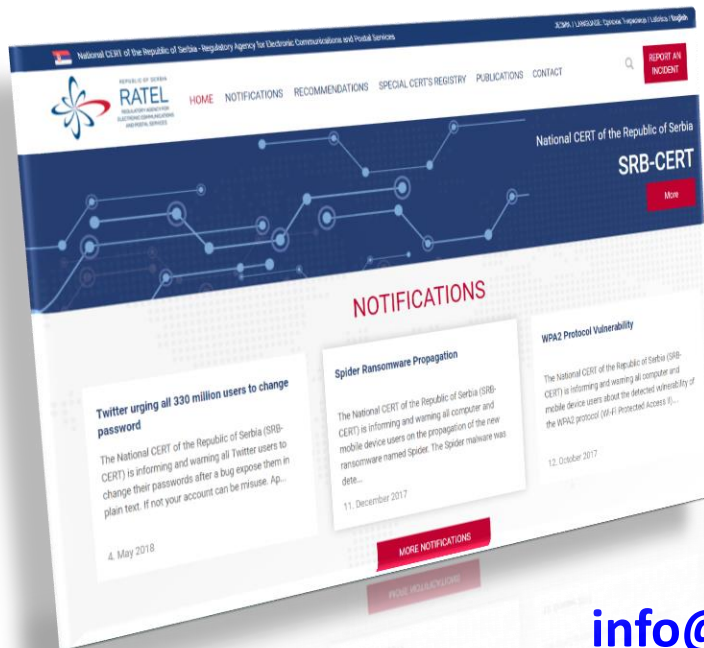 National CERT of the Republic of Serbia - Regulatory Agency for Electronic Communications and Postal Services
ЈЕЗИК / LANGUAGE: Српски Ћирилица | Latinica | English
REPUBLIC OF SERBIA
RATEL
REGULATORY AGENCY FOR
ELECTRONIC COMMUNICATIONS
AND POSTAL SERVICES
HOME NOTIFICATIONS RECOMMENDATIONS SPECIAL CERT'S REGISTRY PUBLICATIONS CONTACT
REPORT AN
INCIDENT
National CERT of the Republic of Serbia
SRB-CERT
More
NOTIFICATIONS
Twitter urging all 330 million users to change
password
The National CERT of the Republic of Serbia (SRB-
CERT) is informing and warning all Twitter users to
change their passwords after a bug expose them in
plain text. If not your account can be misuse. Ap...
4. May 2018
Spider Ransomware Propagation
The National CERT of the Republic of Serbia (SRB-
CERT) is informing and warning all computer and
mobile device users on the propagation of the new
ransomware named Spider. The Spider malware was
dete...
11. December 2017
WPA2 Protocol Vulnerability
The National CERT of the Republic of Serbia (SRB-
CERT) is informing and warning all computer and
mobile device users about the detected vulnerability of
the WPA2 protocol (Wi-Fi Protected Access II)....
12. October 2017
MORE NOTIFICATIONS
info@